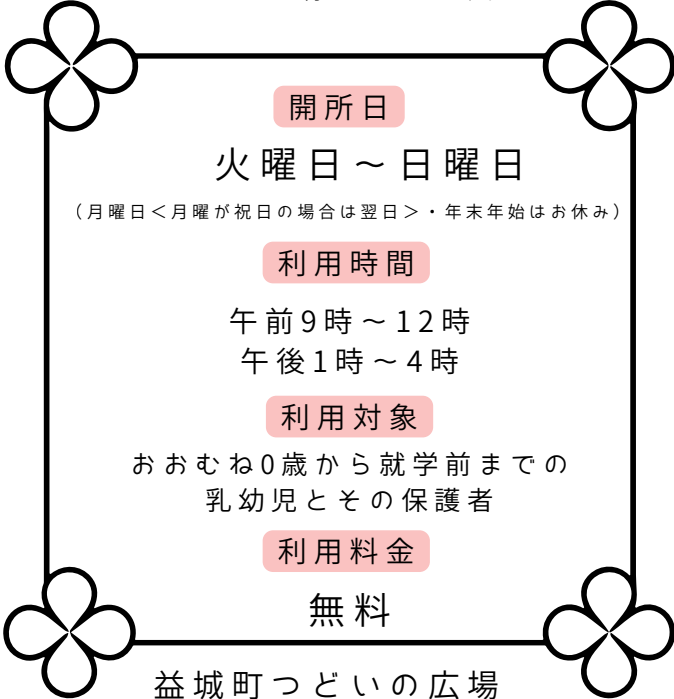 開所日
火曜日～日曜日
（月曜日＜月曜が祝日の場合は翌日＞・年末年始はお休み）
利用時間
午前9時～12時
午後1時～4時
利用対象
おおむね0歳から就学前までの
乳幼児とその保護者
利用料金
無料
益城町つどいの広場